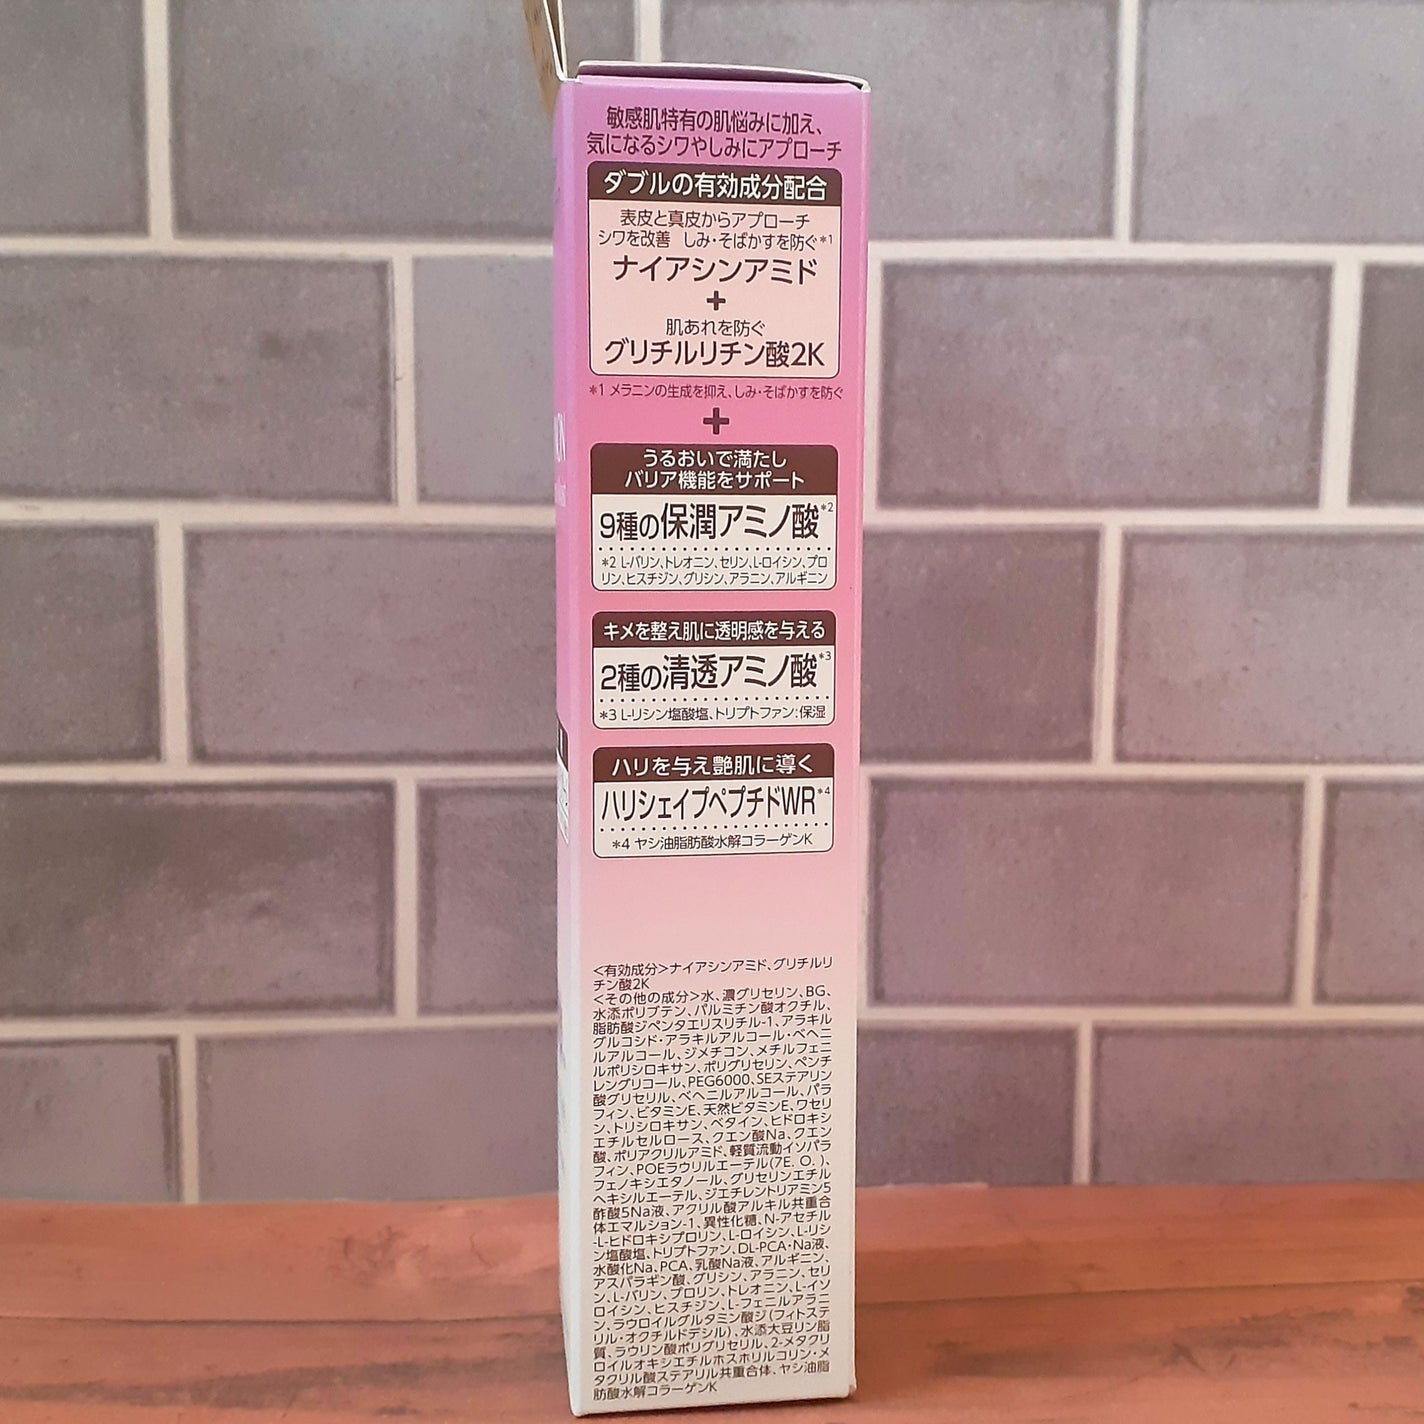 敏感肌特有の肌悩みに加え、
気になるシワやしみにアプローチ
ダブルの有効成分配合
表皮と真皮からアプローチ
シワを改善 しみ・そばかすを防ぐ*1
ナイアシンアミド
+
肌あれを防ぐ
グリチルリチン酸2K
*1 メラニンの生成を抑え、しみ・そばかすを防ぐ
+
うるおいで満たし
バリア機能をサポート
9種の保潤アミノ酸*2
*2 L-バリン、トレオニン、セリン、L-ロイシン、プロ
リン、ヒスチジン、グリシン、アラニン、アルギニン
キメを整え肌に透明感を与える
2種の清透アミノ酸*3
*3 L-リシン塩酸塩、トリプトファン:保湿
ハリを与え艶肌に導く
ハリシェイプペプチドWR*4
*4 ヤシ油脂肪酸水解コラーゲンK
<有効成分>ナイアシンアミド、グリチルリ
チン酸2K
<その他の成分>水、濃グリセリン、BG、
水添ポリブテン、パルミチン酸オクチル、
脂肪酸ジペンタエリスリチル-1、アラキル
グルコシド・アラキルアルコール・ベヘニ
ルアルコール、ジメチコン、メチルフェニ
ルポリシロキサン、ポリグリセリン、ペンチ
レングリコール、PEG6000、SEステアリン
酸グリセリル、ベヘニルアルコール、パラ
フィン、ビタミンE、天然ビタミンE、ワセリ
ン、トリシロキサン、ベタイン、ヒドロキシ
エチルセルロース、クエン酸Na、クエン
酸、ポリアクリルアミド、軽質流動イソパラ
フィン、POEラウリルエーテル(7E. O. )、
フェノキシエタノール、グリセリンエチル
ヘキシルエーテル、ジエチレントリアミン5
酢酸5Na液、アクリル酸アルキル共重合
体エマルション-1、異性化糖、N-アセチル
-L-ヒドロキシプロリン、L-ロイシン、L-リシ
ン塩酸塩、トリプトファン、DL-PCA・Na液、
水酸化Na、PCA、乳酸Na液、アルギニン、
アスパラギン酸、グリシン、アラニン、セリ
ン、L-バリン、プロリン、トレオニン、L-イソ
ロイシン、ヒスチジン、L-フェニルアラニ
ン、ラウロイルグルタミン酸ジ(フィトステ
リル・オクチルドデシル)、水添大豆リン脂
質、ラウリン酸ポリグリセリル、2-メタクリ
ロイルオキシエチルホスホリルコリン・メ
タクリル酸ステアリル共重合体、ヤシ油脂
肪酸水解コラーゲンK